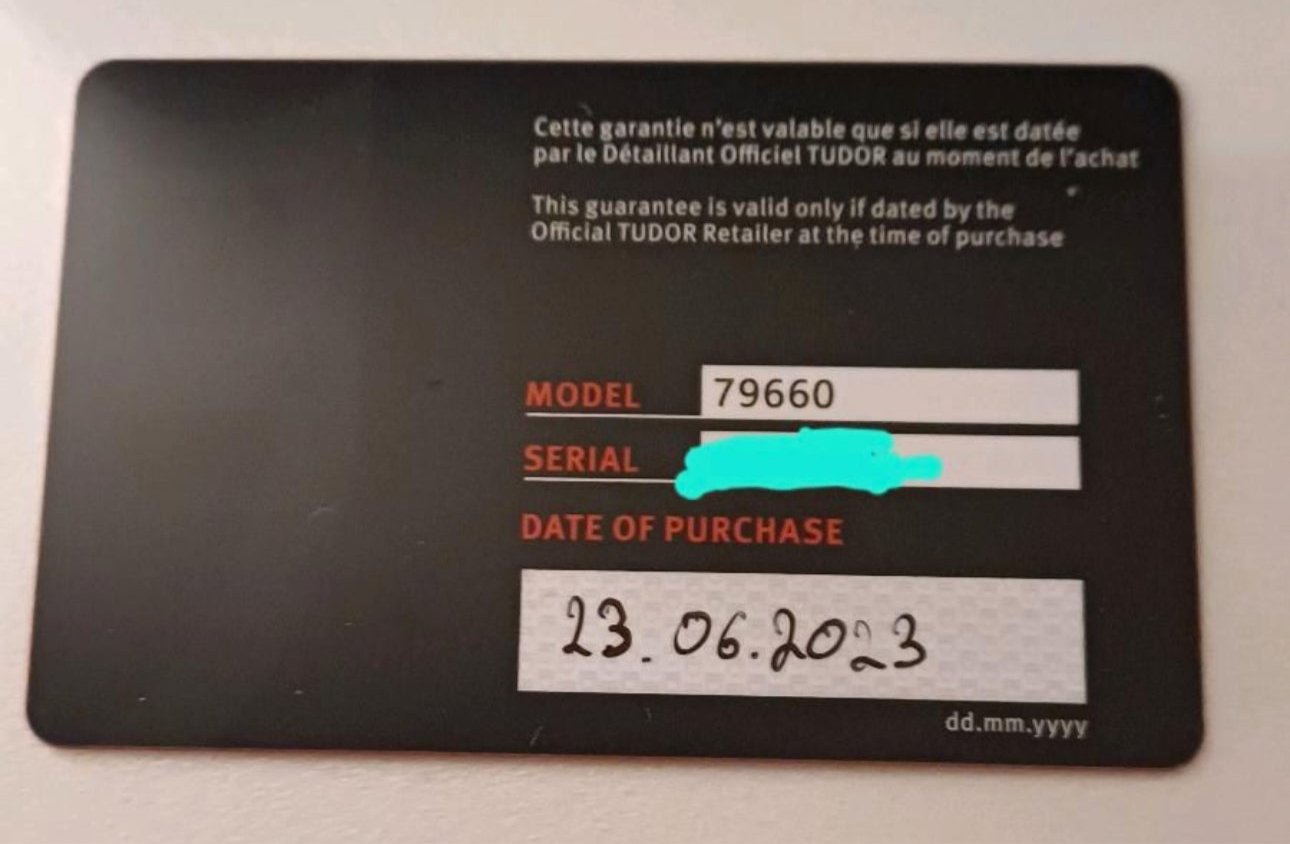 Cette garantie n'est valable que si elle est datée
par le Détaillant Officiel TUDOR au moment de l'achat
This guarantee is valid only if dated by the
Official TUDOR Retailer at the time of purchase
MODEL 79660
SERIAL
DATE OF PURCHASE
23.06.2023
dd.mm.yyyy